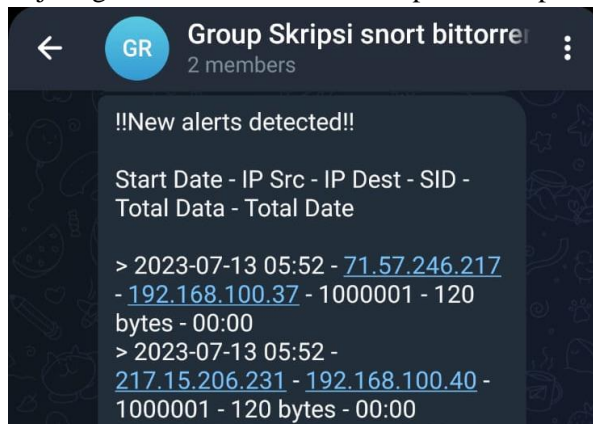 GR
Group Skripsi snort bittorre
2 members
!!New alerts detected!!
Start Date - IP Src - IP Dest - SID -
Total Data - Total Date
> 2023-07-13 05:52 - 71.57.246.217
- 192.168.100.37 - 1000001 - 120
bytes - 00:00
> 2023-07-13 05:52 -
217.15.206.231 - 192.168.100.40 -
1000001 - 120 bytes - 00:00